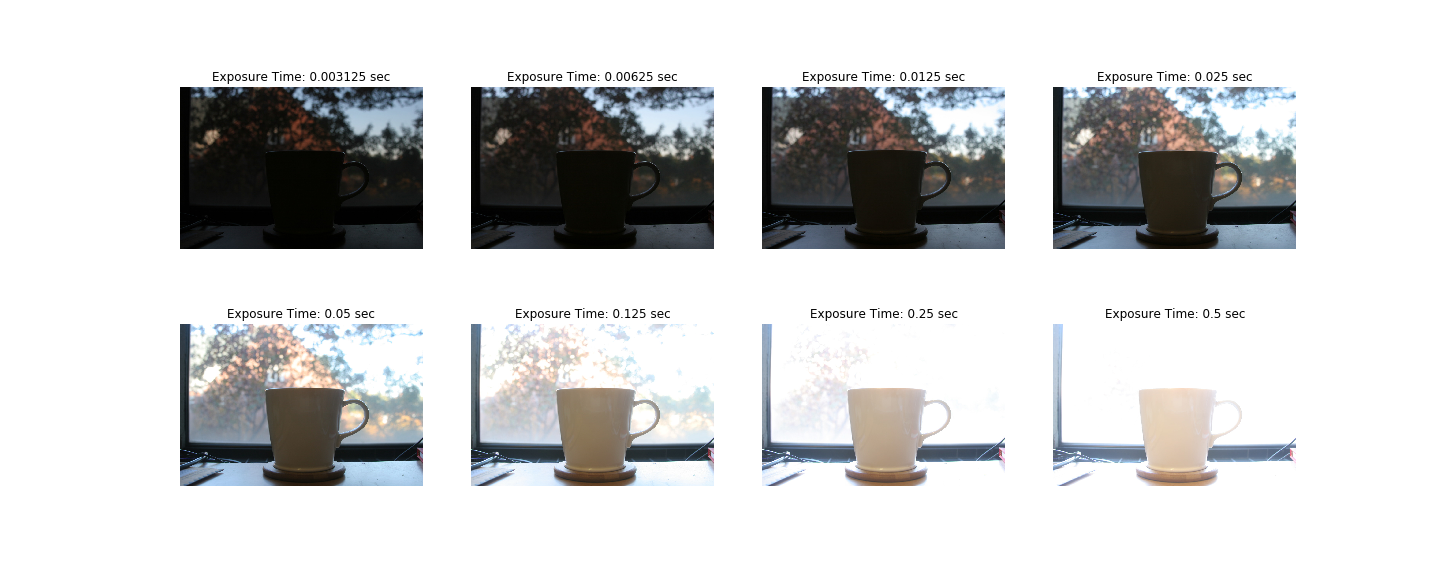 Exposure Time: 0.003125 sec
Exposure Time: 0.00625 sec
Exposure Time: 0.0125 sec
Exposure Time: 0.025 sec
Exposure Time: 0.05 sec
Exposure Time: 0.125 sec
Exposure Time: 0.25 sec
Exposure Time: 0.5 sec